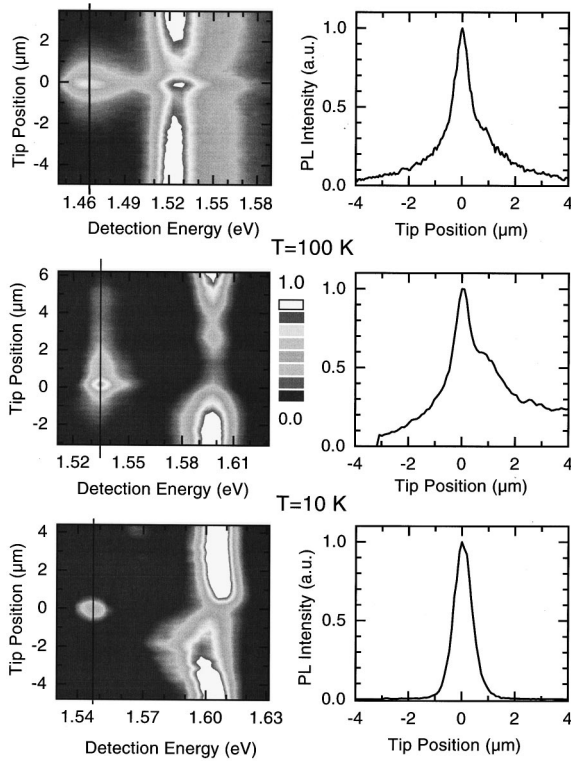 Tip Position (µm)
2
0
-2
-4
1.46 1.49 1.52 1.55 1.58
Detection Energy (eV)
PL Intensity (a.u.)
1.0
0.5
0.0
-4 -2 0 2 4
Tip Position (µm)
T=100 K
Tip Position (µm)
6
4
2
0
-2
1.52 1.55 1.58 1.61
Detection Energy (eV)
1.0
0.0
PL Intensity (a.u.)
1.0
0.5
0.0
-4 -2 0 2 4
Tip Position (µm)
T=10 K
Tip Position (µm)
4
2
0
-2
-4
1.54 1.57 1.60 1.63
Detection Energy (eV)
PL Intensity (a.u.)
1.0
0.5
0.0
-4 -2 0 2 4
Tip Position (µm)